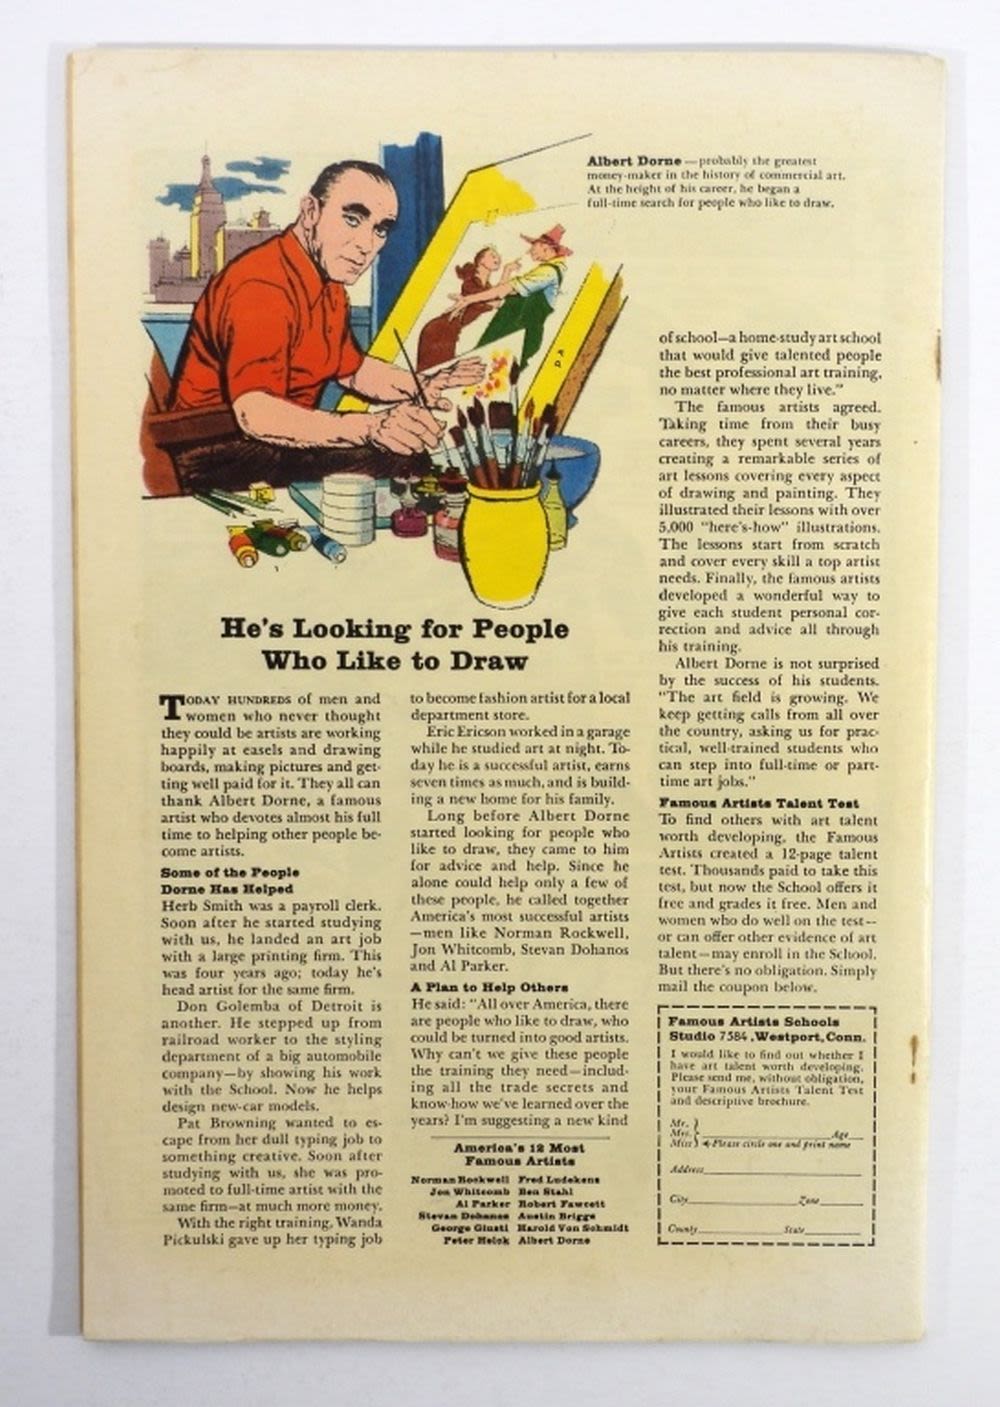 Albert Dorne — probably the greatest
money-maker in the history of commercial art.
At the height of his career, he began a
full-time search for people who like to draw.
He's Looking for People
Who Like to Draw
TODAY HUNDREDS of men and
women who never thought
they could be artists are working
happily at easels and drawing
boards, making pictures and get-
ting well paid for it. They all can
thank Albert Dorne, a famous
artist who devotes almost his full
time to helping other people be-
come artists.
Some of the People
Dorne Has Helped
Herb Smith was a payroll clerk.
Soon after he started studying
with us, he landed an art job
with a large printing firm. This
was four years ago; today he's
head artist for the same firm.
Don Golemba of Detroit is
another. He stepped up from
railroad worker to the styling
department of a big automobile
company—by showing his work
with the School. Now he helps
design new-car models.
Pat Browning wanted to es-
cape from her dull typing job to
something creative. Soon after
studying with us, she was pro-
moted to full-time artist with the
same firm—at much more money.
With the right training, Wanda
Pickulski gave up her typing job
to become fashion artist for a local
department store.
Eric Ericson worked in a garage
while he studied art at night. To-
day he is a successful artist, earns
seven times as much, and is build-
ing a new home for his family.
Long before Albert Dorne
started looking for people who
like to draw, they came to him
for advice and help. Since he
alone could help only a few of
these people, he called together
America's most successful artists
—men like Norman Rockwell,
Jon Whitcomb, Stevan Dohanos
and Al Parker.
A Plan to Help Others
He said: "All over America, there
are people who like to draw, who
could be turned into good artists.
Why can't we give these people
the training they need—includ-
ing all the trade secrets and
know-how we've learned over the
years? I'm suggesting a new kind
America's 12 Most
Famous Artists
Norman Rockwell Fred Ludekens
Jon Whitcomb Ben Stahl
Al Parker Robert Fawcett
Stevan Dohanos Austin Briggs
George Giusti Harold Von Schmidt
Peter Helck Albert Dorne
of school—a home-study art school
that would give talented people
the best professional art training,
no matter where they live."
The famous artists agreed.
Taking time from their busy
careers, they spent several years
creating a remarkable series of
art lessons covering every aspect
of drawing and painting. They
illustrated their lessons with over
5,000 "here's-how" illustrations.
The lessons start from scratch
and cover every skill a top artist
needs. Finally, the famous artists
developed a wonderful way to
give each student personal cor-
rection and advice all through
his training.
Albert Dorne is not surprised
by the success of his students.
"The art field is growing. We
keep getting calls from all over
the country, asking us for prac-
tical, well-trained students who
can step into full-time or part-
time art jobs."
Famous Artists Talent Test
To find others with art talent
worth developing, the Famous
Artists created a 12-page talent
test. Thousands paid to take this
test, but now the School offers it
free and grades it free. Men and
women who do well on the test—
or can offer other evidence of art
talent—may enroll in the School.
But there's no obligation. Simply
mail the coupon below.
Famous Artists Schools
Studio 7584, Westport, Conn.
I would like to find out whether I
have art talent worth developing.
Please send me, without obligation,
your Famous Artists Talent Test
and descriptive brochure.
Mr.
Mrs. Age
Miss Please circle one and print name
Address
City Zone
County State